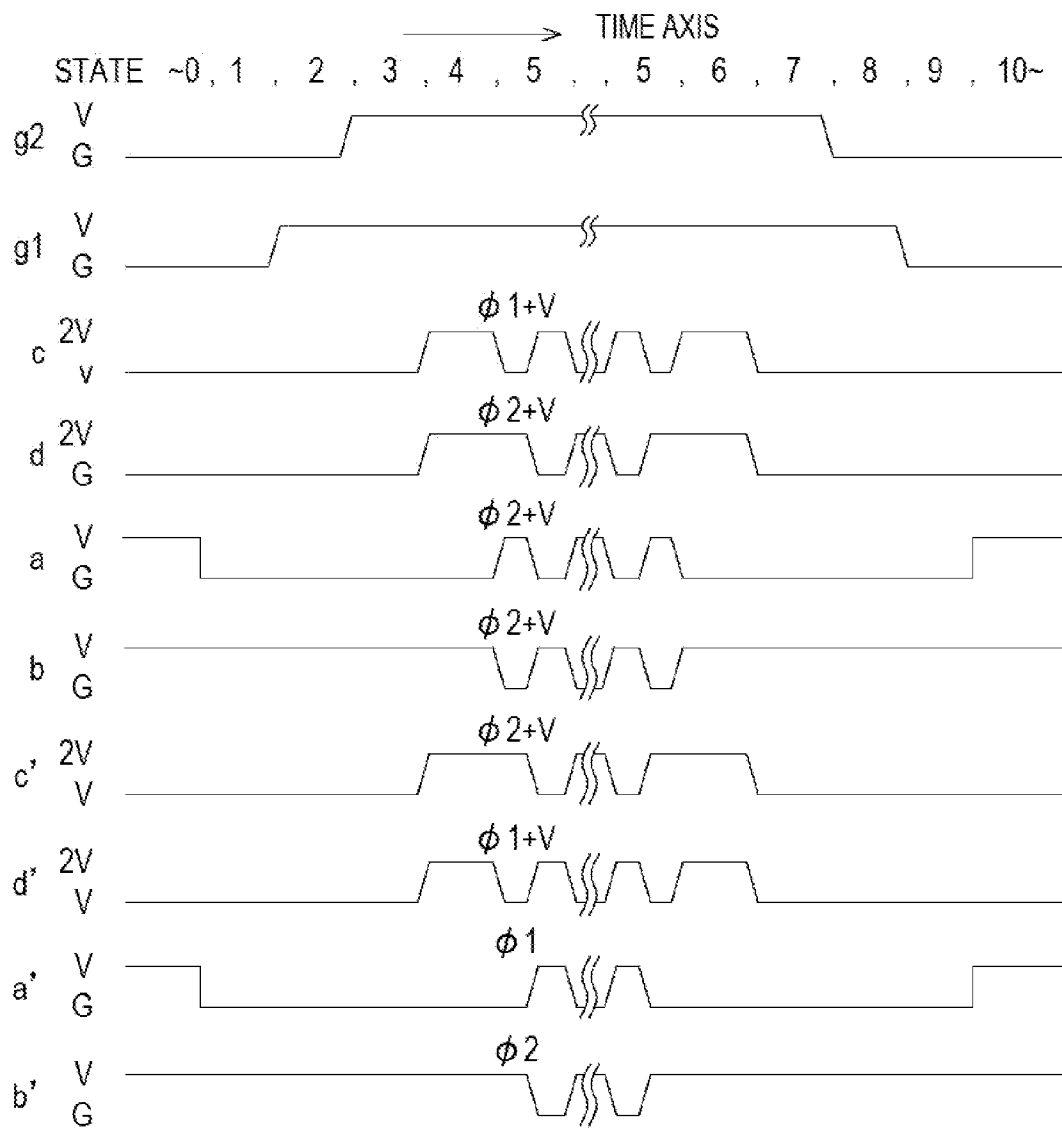 TIME AXIS
STATE ~0 , 1 , 2 , 3 , 4 , 5 , , 5 , 6 , 7 , 8 , 9 , 10~
g2 V
G
g1 V
G
ϕ1+V
c 2V
v
ϕ2+V
d 2V
G
ϕ2+V
a V
G
ϕ2+V
b V
G
ϕ2+V
c' 2V
V
ϕ1+V
d' 2V
V
ϕ1
a' V
G
ϕ2
b' V
G